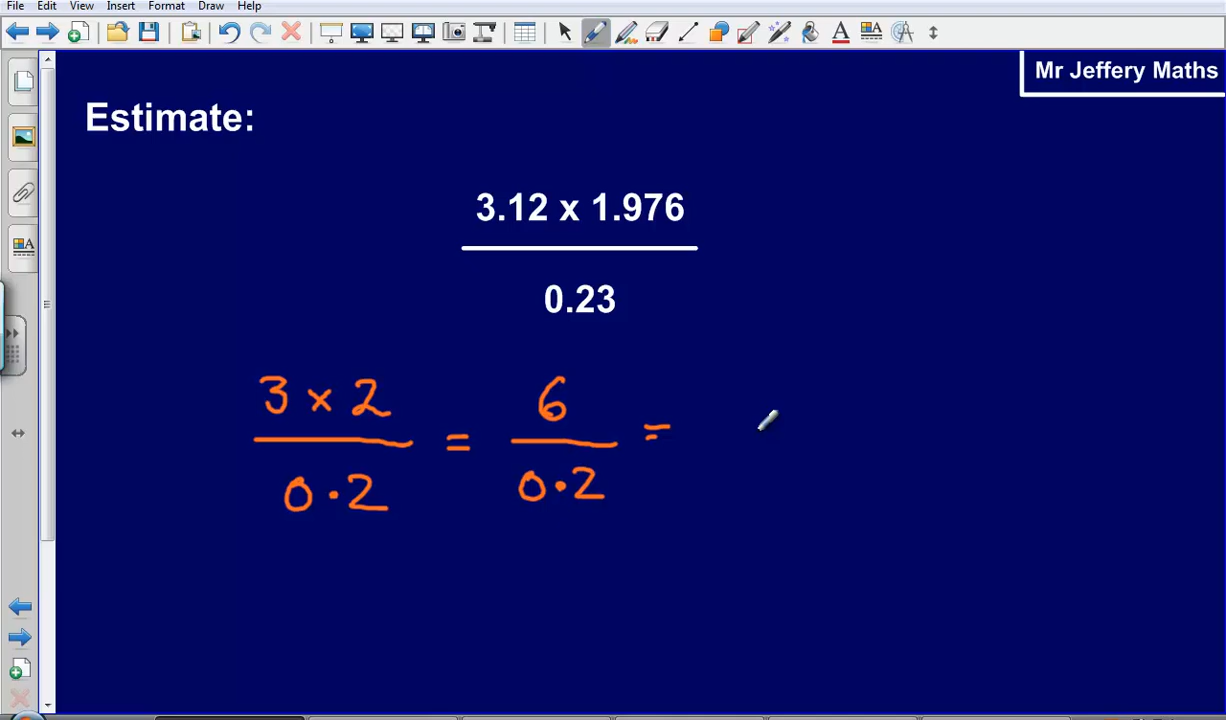 File Edit View Insert Format Draw Help
Mr Jeffery Maths
Estimate:
3.12 x 1.976
0.23
3 × 2 = 6 =
0·2 0·2